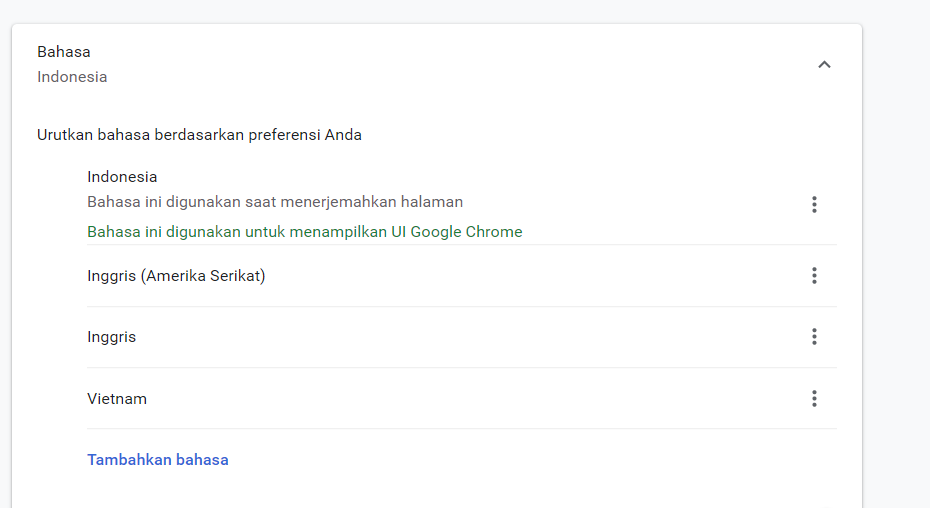 Bahasa
Indonesia
Urutkan bahasa berdasarkan preferensi Anda
Indonesia
Bahasa ini digunakan saat menerjemahkan halaman
Bahasa ini digunakan untuk menampilkan UI Google Chrome
Inggris (Amerika Serikat)
Inggris
Vietnam
Tambahkan bahasa